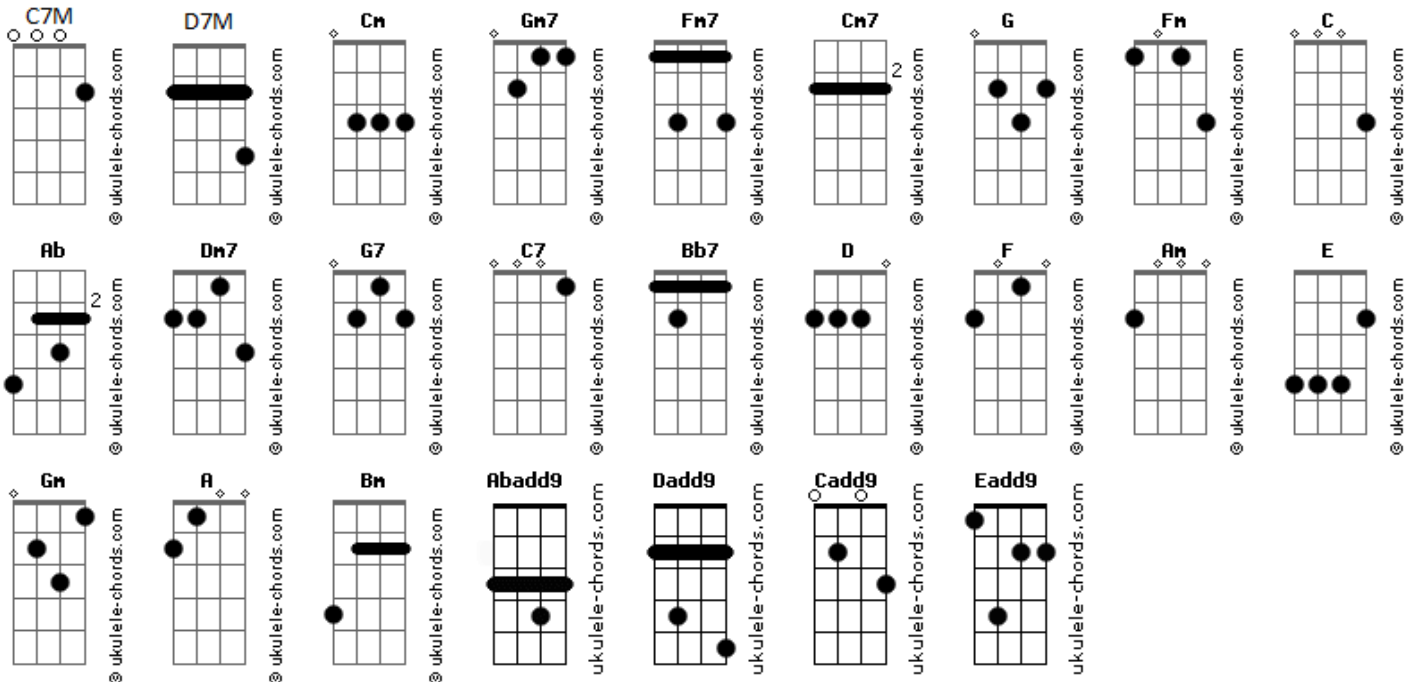 C7M D7M Cm Gm7 Fm7 Cm7 G Fm C
2
© ukulele-chords.com © ukulele-chords.com © ukulele-chords.com © ukulele-chords.com © ukulele-chords.com © ukulele-chords.com © ukulele-chords.com © ukulele-chords.com © ukulele-chords.com
Ab Dm7 G7 C7 Bb7 D F Am E
2
© ukulele-chords.com © ukulele-chords.com © ukulele-chords.com © ukulele-chords.com © ukulele-chords.com © ukulele-chords.com © ukulele-chords.com © ukulele-chords.com © ukulele-chords.com
Gm A Bm Abadd9 Dadd9 Cadd9 Eadd9
© ukulele-chords.com © ukulele-chords.com © ukulele-chords.com ukulele-chords.com ukulele-chords.com ukulele-chords.com ukulele-chords.com